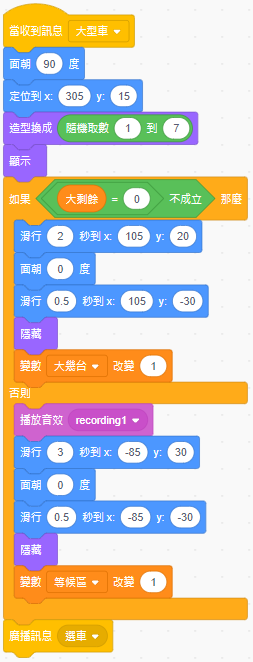 當收到訊息 大型車
面朝 90 度
定位到 x: 305 y: 15
造型換成 隨機取數 1 到 7
顯示
如果 大剩餘 = 0 不成立 那麼
滑行 2 秒到 x: 105 y: 20
面朝 0 度
滑行 0.5 秒到 x: 105 y: -30
隱藏
變數 大幾台 改變 1
否則
播放音效 recording1
滑行 3 秒到 x: -85 y: 30
面朝 0 度
滑行 0.5 秒到 x: -85 y: -30
隱藏
變數 等候區 改變 1
廣播訊息 選車